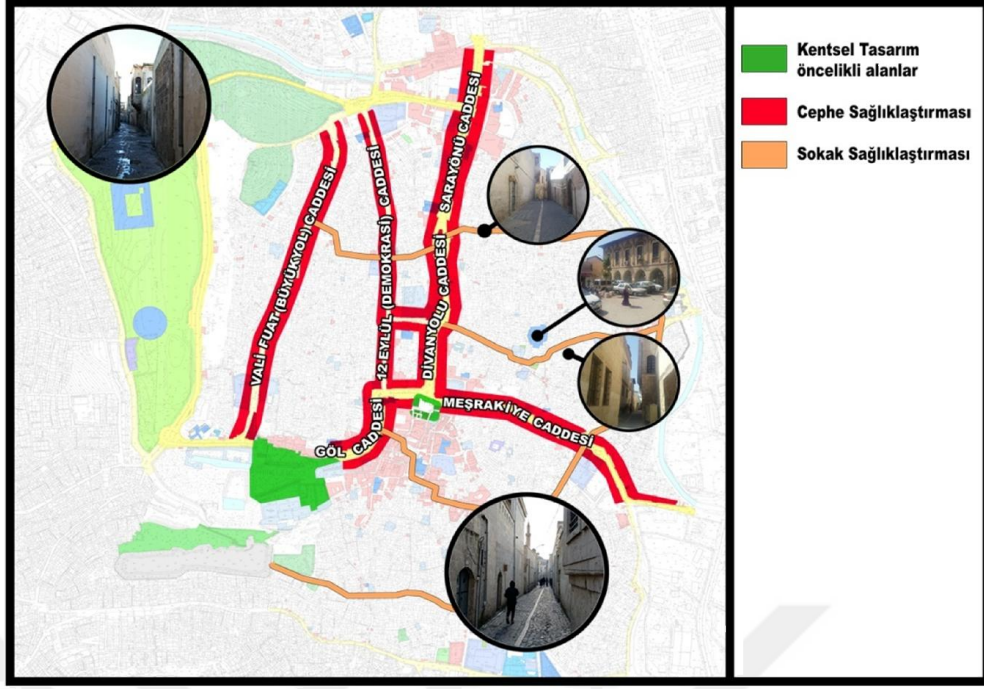 SARAYÖNÜ CADDESİ
VALİ FUAT (BÜYÜKYOL) CADDESİ
12 EYLÜL (DEMOKRASİ) CADDESİ
DİVANYOLU CADDESİ
MEŞRAKİYE CADDESİ
GÖL CADDESİ
Kentsel Tasarım
öncelikli alanlar
Cephe Sağlıklaştırması
Sokak Sağlıklaştırması